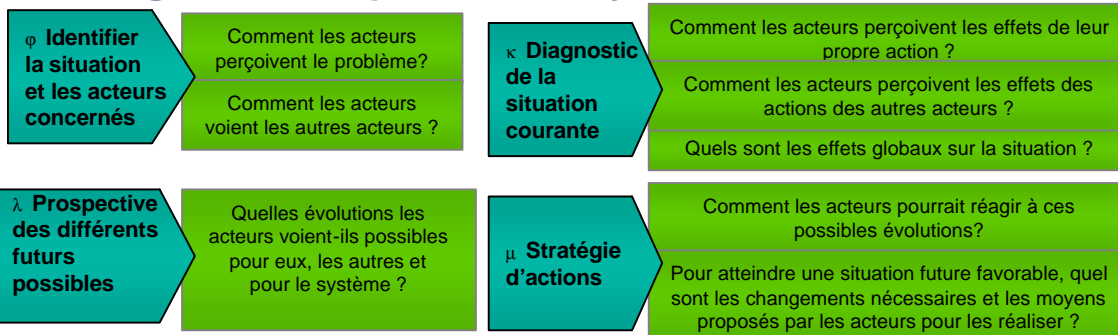 φ Identifier
la situation
et les acteurs
concernés
Comment les acteurs
perçoivent le problème?
Comment les acteurs
voient les autres acteurs ?
κ Diagnostic
de la
situation
courante
Comment les acteurs perçoivent les effets de leur
propre action ?
Comment les acteurs perçoivent les effets des
actions des autres acteurs ?
Quels sont les effets globaux sur la situation ?
λ Prospective
des différents
futurs
possibles
Quelles évolutions les
acteurs voient-ils possibles
pour eux, les autres et
pour le système ?
μ Stratégie
d’actions
Comment les acteurs pourrait réagir à ces
possibles évolutions?
Pour atteindre une situation future favorable, quel
sont les changements nécessaires et les moyens
proposés par les acteurs pour les réaliser ?